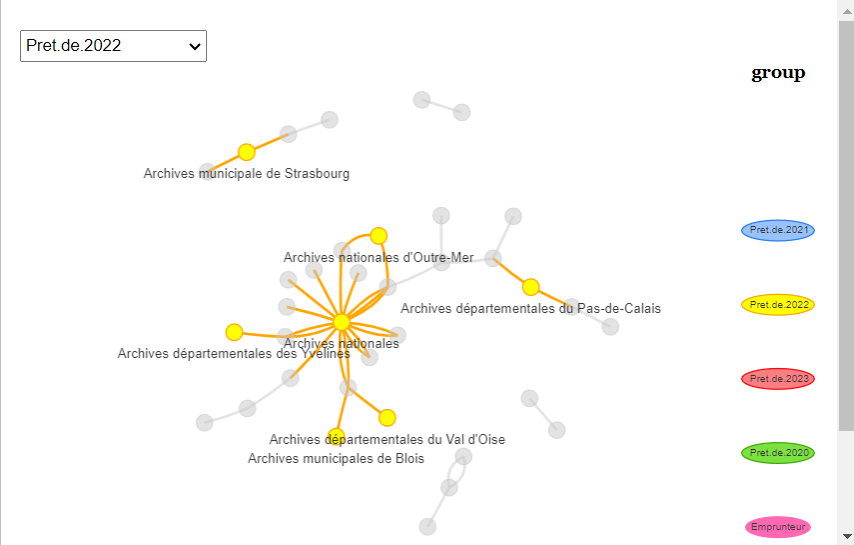 Pret.de.2022
group
Archives municipale de Strasbourg
Pret.de.2021
Archives nationales d'Outre-Mer
Archives départementales du Pas-de-Calais
Pret.de.2022
Archives nationales
Archives départementales des Yvelines
Pret.de.2023
Archives départementales du Val d'Oise
Archives municipales de Blois
Pret.de.2020
Emprunteur